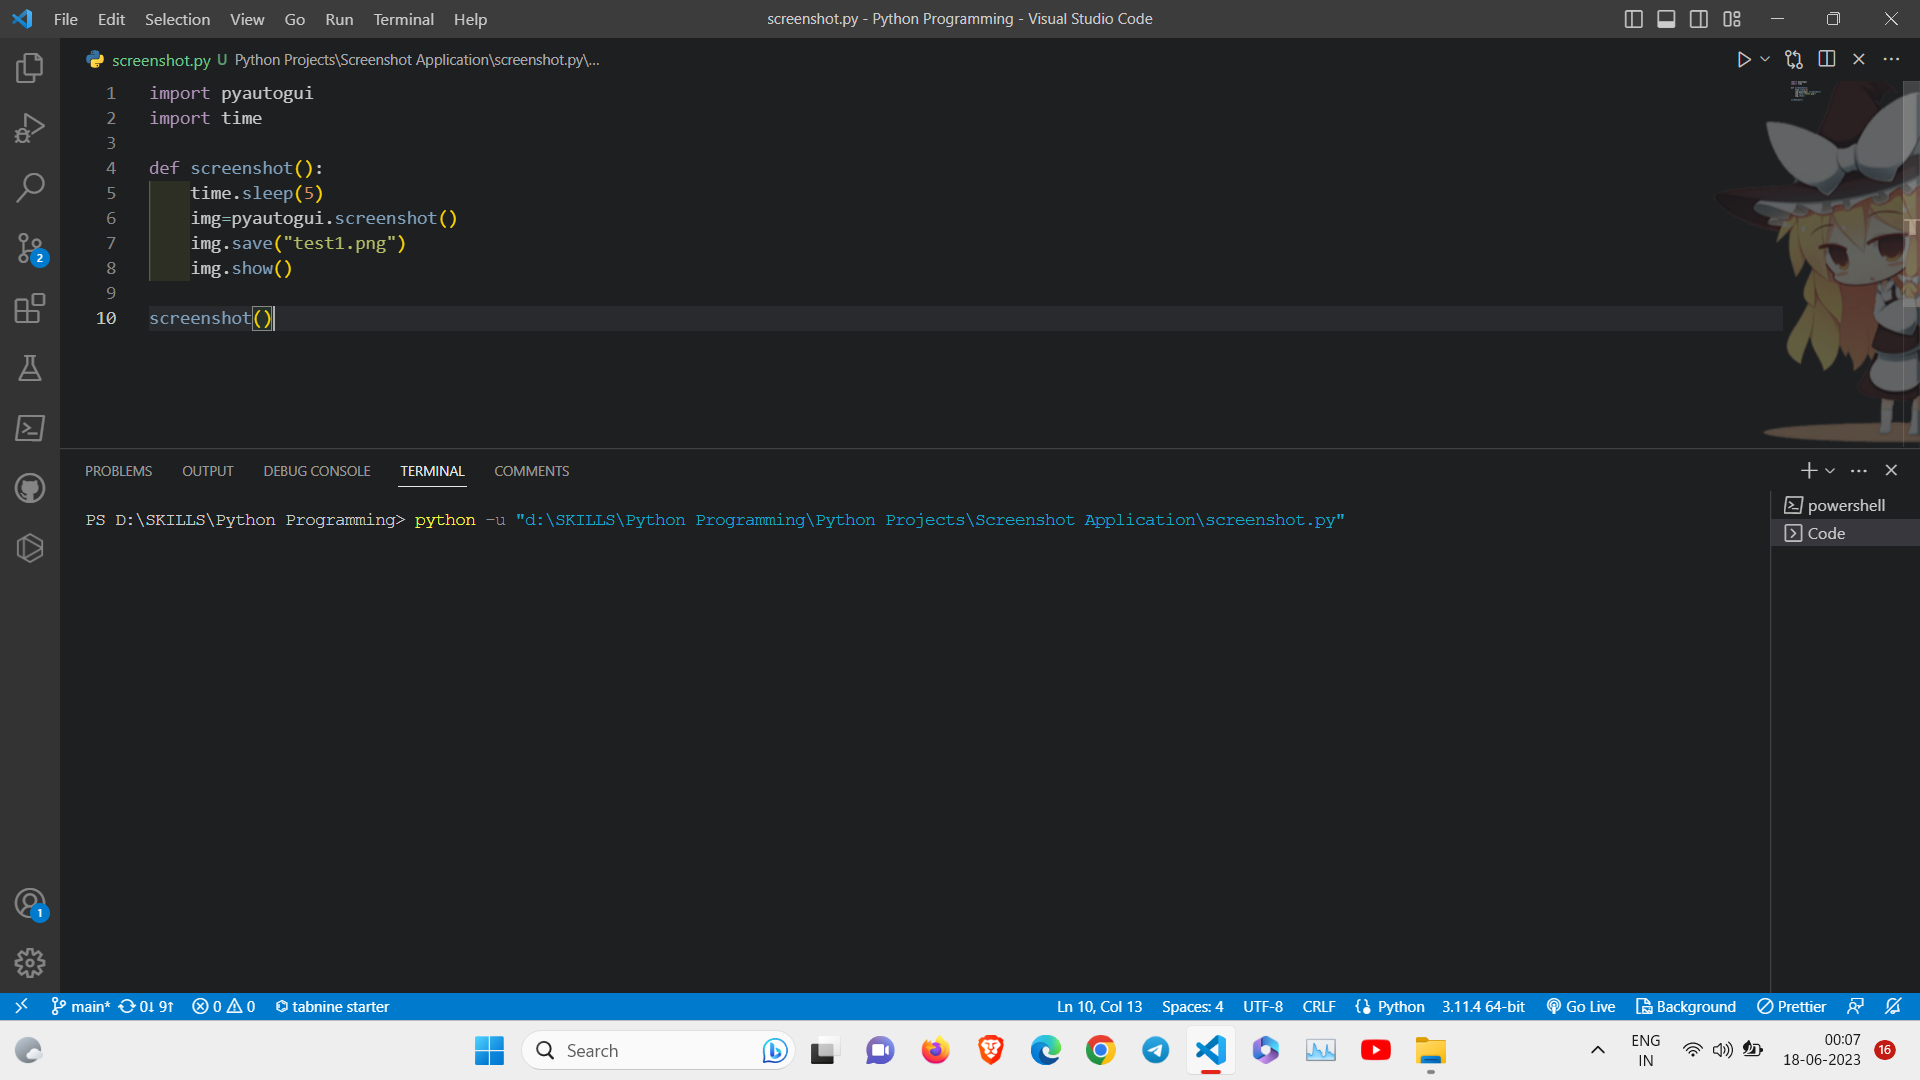 File Edit Selection View Go Run Terminal Help
screenshot.py - Python Programming - Visual Studio Code
screenshot.py U Python Projects\Screenshot Application\screenshot.py\...
1 import pyautogui
2 import time
3
4 def screenshot():
5 time.sleep(5)
6 img=pyautogui.screenshot()
7 img.save("test1.png")
8 img.show()
9
10 screenshot()
PROBLEMS OUTPUT DEBUG CONSOLE TERMINAL COMMENTS
PS D:\SKILLS\Python Programming> python -u "d:\SKILLS\Python Programming\Python Projects\Screenshot Application\screenshot.py"
powershell
Code
2
1
main* 0↓ 9↑ 0 0 tabnine starter
Ln 10, Col 13 Spaces: 4 UTF-8 CRLF Python 3.11.4 64-bit Go Live Background Prettier
Search
ENG
IN
00:07
18-06-2023
16